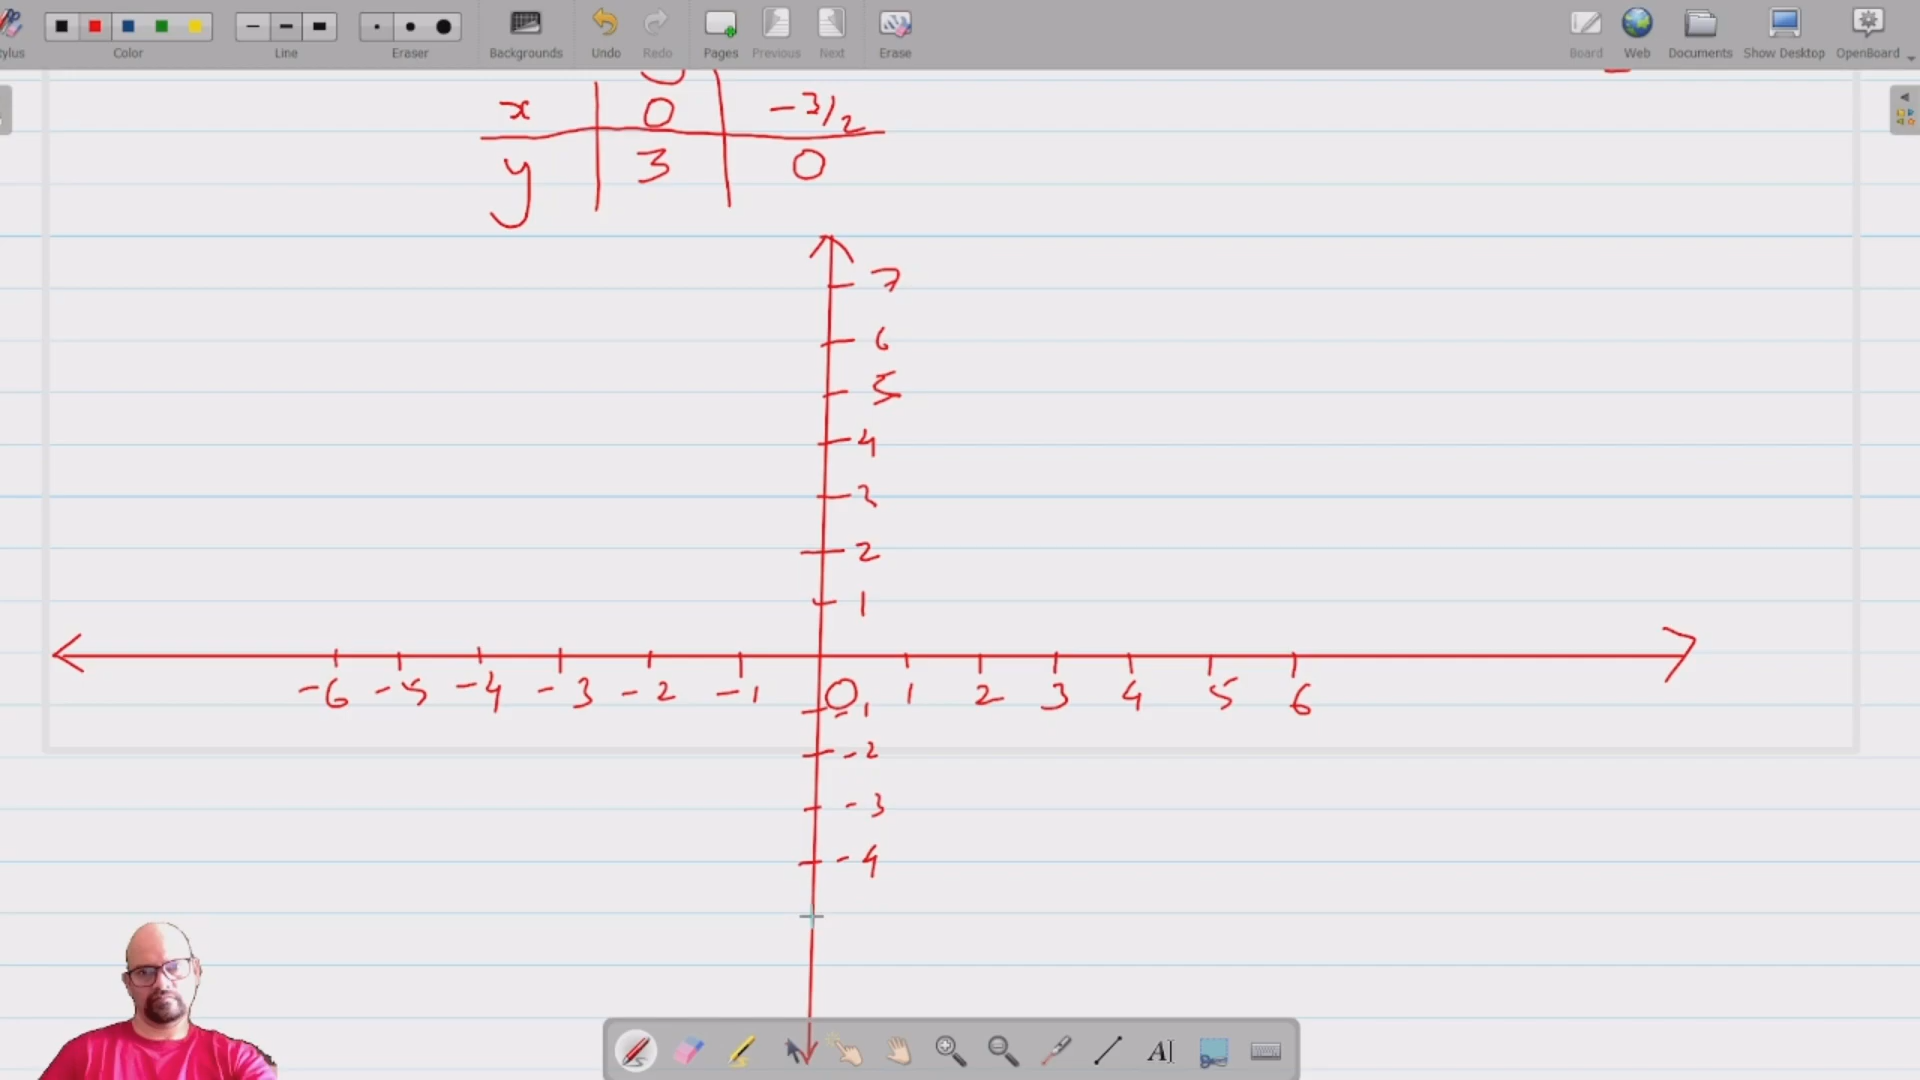 Color Line Eraser Backgrounds Undo Redo Pages Previous Next Erase Board Web Documents Show Desktop OpenBoard
x 0 -3/2
y 3 0
7
6
5
4
3
2
1
-6 -5 -4 -3 -2 -1 0 1 2 3 4 5 6
-1
-2
-3
-4